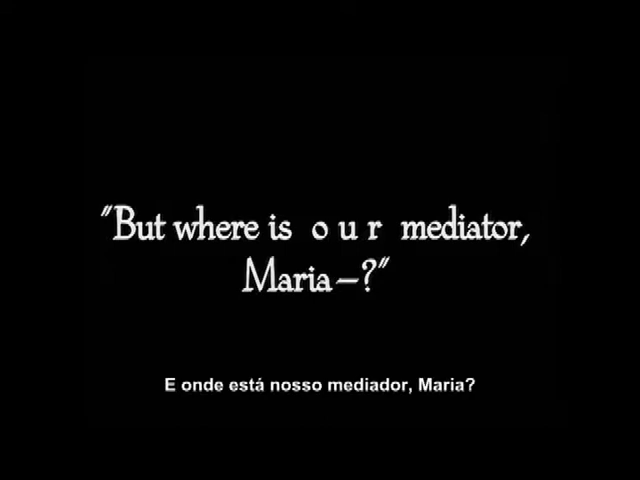 "But where is o u r mediator,
Maria—?"
E onde está nosso mediador, Maria?